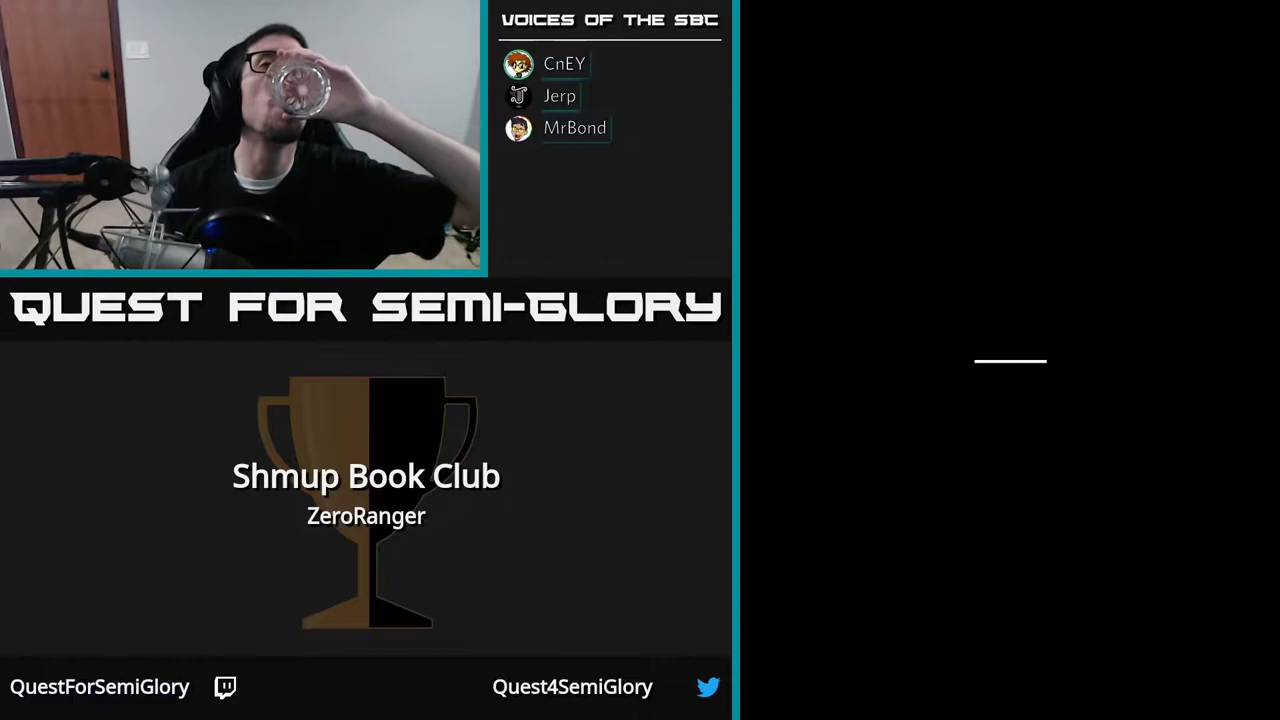 VOICES OF THE SBC
CnEY
Jerp
MrBond
QUEST FOR SEMI-GLORY
Shmup Book Club
ZeroRanger
QuestForSemiGlory
Quest4SemiGlory